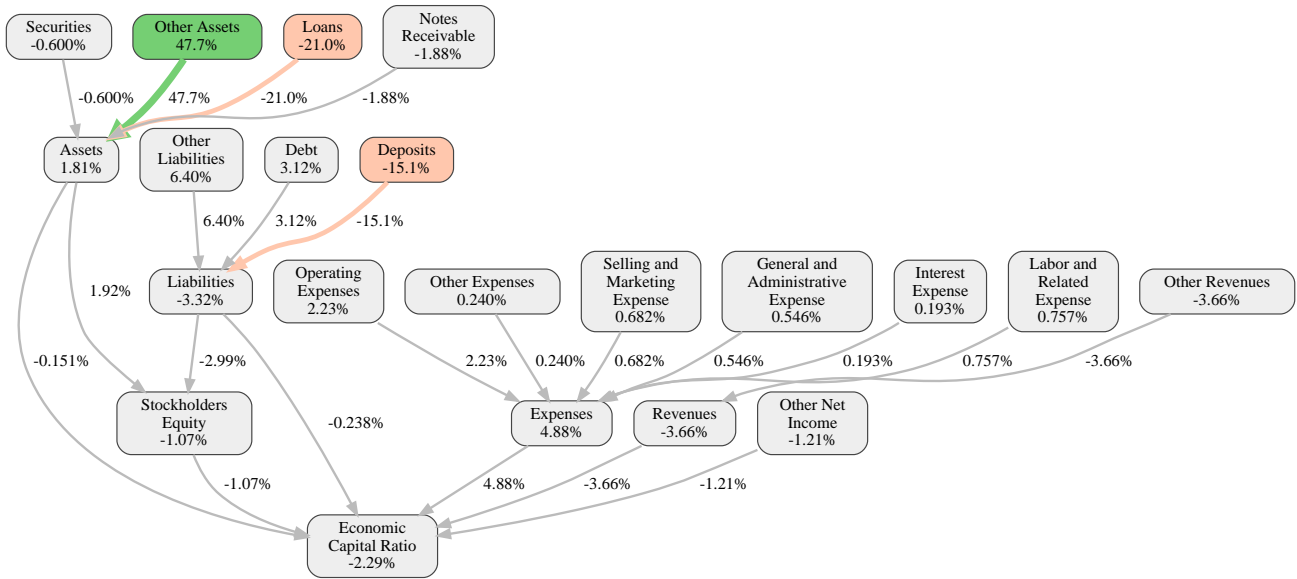 Securities
-0.600%
Other Assets
47.7%
Loans
-21.0%
Notes
Receivable
-1.88%
-0.600%
47.7%
-21.0%
-1.88%
Assets
1.81%
Other
Liabilities
6.40%
Debt
3.12%
Deposits
-15.1%
6.40%
3.12%
-15.1%
1.92%
Liabilities
-3.32%
Operating
Expenses
2.23%
Other Expenses
0.240%
Selling and
Marketing
Expense
0.682%
General and
Administrative
Expense
0.546%
Interest
Expense
0.193%
Labor and
Related
Expense
0.757%
Other Revenues
-3.66%
-0.151%
-2.99%
2.23%
0.240%
0.682%
0.546%
0.193%
0.757%
-3.66%
Stockholders
Equity
-1.07%
-0.238%
Expenses
4.88%
Revenues
-3.66%
Other Net
Income
-1.21%
-1.07%
4.88%
-3.66%
-1.21%
Economic
Capital Ratio
-2.29%